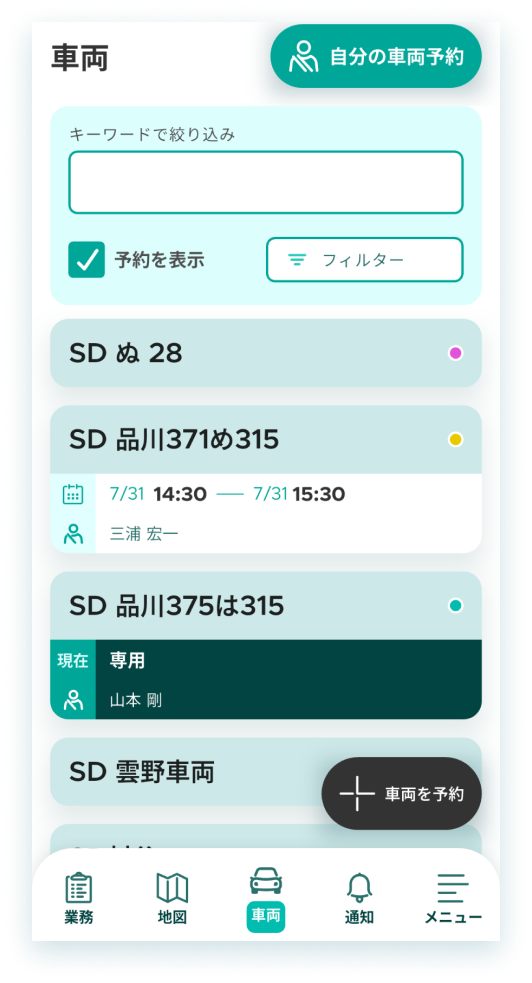 車両
自分の車両予約
キーワードで絞り込み
予約を表示
フィルター
SD ぬ 28
SD 品川371め315
7/31 14:30 — 7/31 15:30
三浦 宏一
SD 品川375は315
現在 専用
山本 剛
SD 雲野車両
車両を予約
業務
地図
車両
通知
メニュー